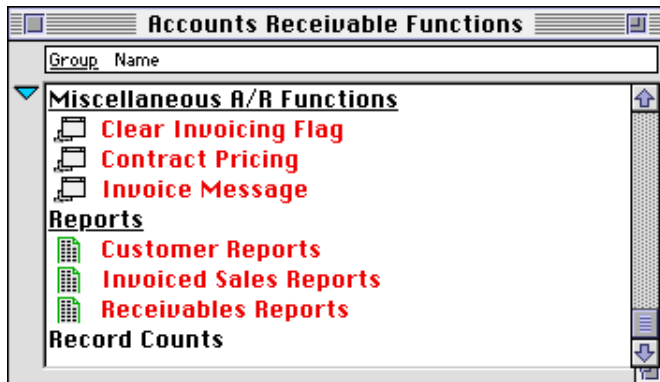 Accounts Receivable Functions
Group Name
Miscellaneous A/R Functions
Clear Invoicing Flag
Contract Pricing
Invoice Message
Reports
Customer Reports
Invoiced Sales Reports
Receivables Reports
Record Counts